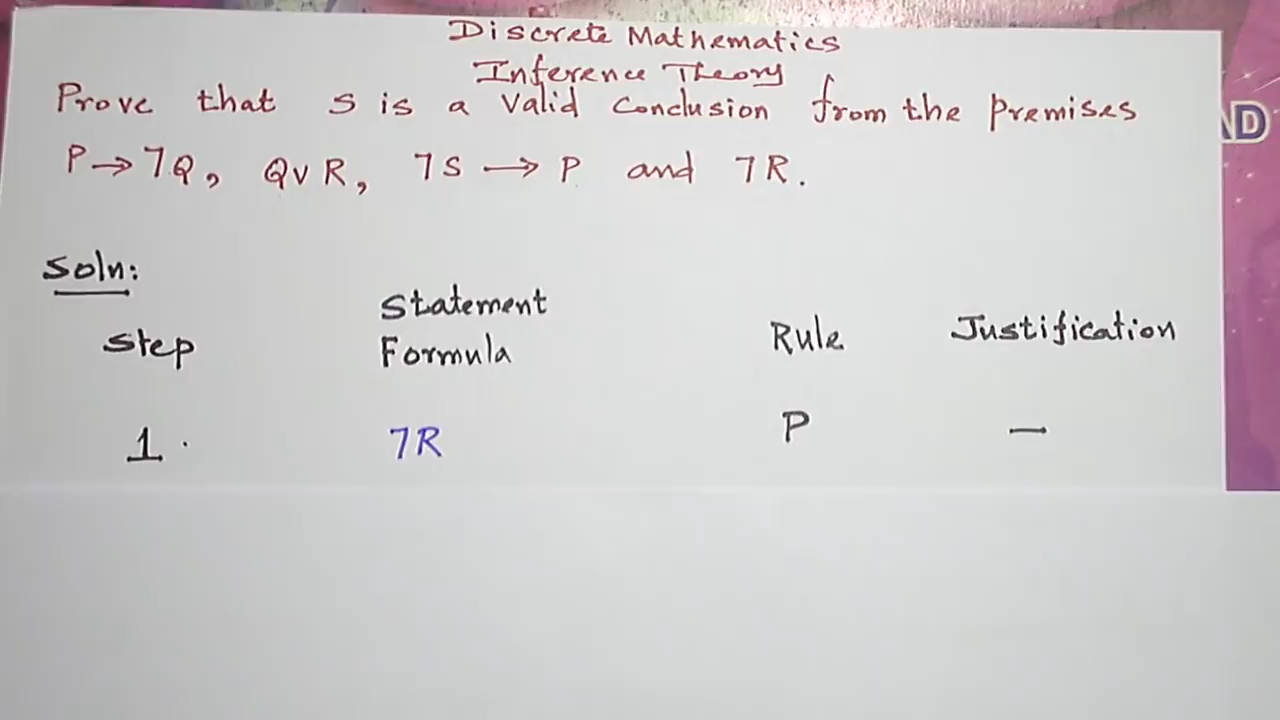 Discrete Mathematics
Inference Theory
Prove that S is a valid conclusion from the premises
P → 7Q, Q∨R, 7S → P and 7R.
Soln:
Step Statement Formula Rule Justification
1. 7R P —